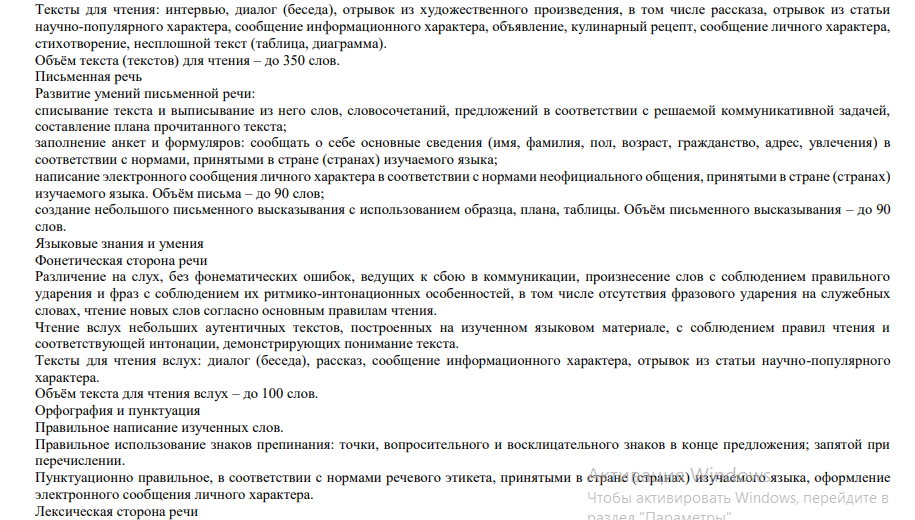 Тексты для чтения: интервью, диалог (беседа), отрывок из художественного произведения, в том числе рассказа, отрывок из статьи
научно-популярного характера, сообщение информационного характера, объявление, кулинарный рецепт, сообщение личного характера,
стихотворение, несплошной текст (таблица, диаграмма).
Объём текста (текстов) для чтения – до 350 слов.
Письменная речь
Развитие умений письменной речи:
списывание текста и выписывание из него слов, словосочетаний, предложений в соответствии с решаемой коммуникативной задачей,
составление плана прочитанного текста;
заполнение анкет и формуляров: сообщать о себе основные сведения (имя, фамилия, пол, возраст, гражданство, адрес, увлечения) в
соответствии с нормами, принятыми в стране (странах) изучаемого языка;
написание электронного сообщения личного характера в соответствии с нормами неофициального общения, принятыми в стране (странах)
изучаемого языка. Объём письма – до 90 слов;
создание небольшого письменного высказывания с использованием образца, плана, таблицы. Объём письменного высказывания – до 90
слов.
Языковые знания и умения
Фонетическая сторона речи
Различение на слух, без фонематических ошибок, ведущих к сбою в коммуникации, произнесение слов с соблюдением правильного
ударения и фраз с соблюдением их ритмико-интонационных особенностей, в том числе отсутствия фразового ударения на служебных
словах, чтение новых слов согласно основным правилам чтения.
Чтение вслух небольших аутентичных текстов, построенных на изученном языковом материале, с соблюдением правил чтения и
соответствующей интонации, демонстрирующих понимание текста.
Тексты для чтения вслух: диалог (беседа), рассказ, сообщение информационного характера, отрывок из статьи научно-популярного
характера.
Объём текста для чтения вслух – до 100 слов.
Орфография и пунктуация
Правильное написание изученных слов.
Правильное использование знаков препинания: точки, вопросительного и восклицательного знаков в конце предложения; запятой при
перечислении.
Пунктуационно правильное, в соответствии с нормами речевого этикета, принятыми в стране (странах) изучаемого языка, оформление
электронного сообщения личного характера.
Лексическая сторона речи
Активация Windows
Чтобы активировать Windows, перейдите в
раздел "Параметры".